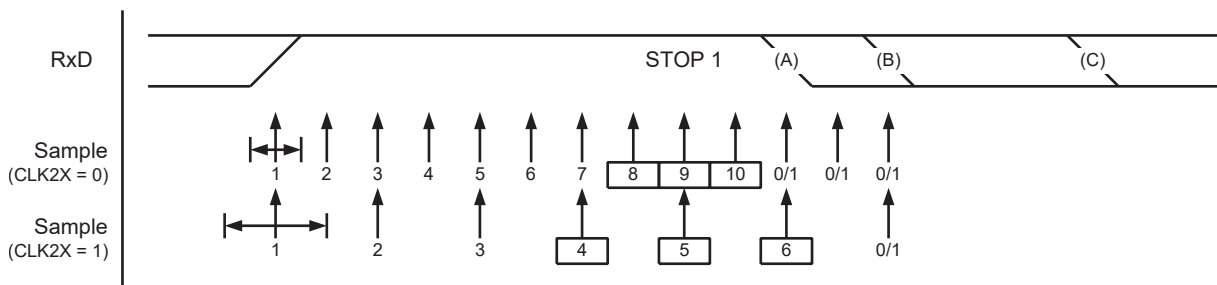 RxD STOP 1 (A) (B) (C)
Sample
(CLK2X = 0)
1 2 3 4 5 6 7 8 9 10 0/1 0/1 0/1
Sample
(CLK2X = 1)
1 2 3 4 5 6 0/1